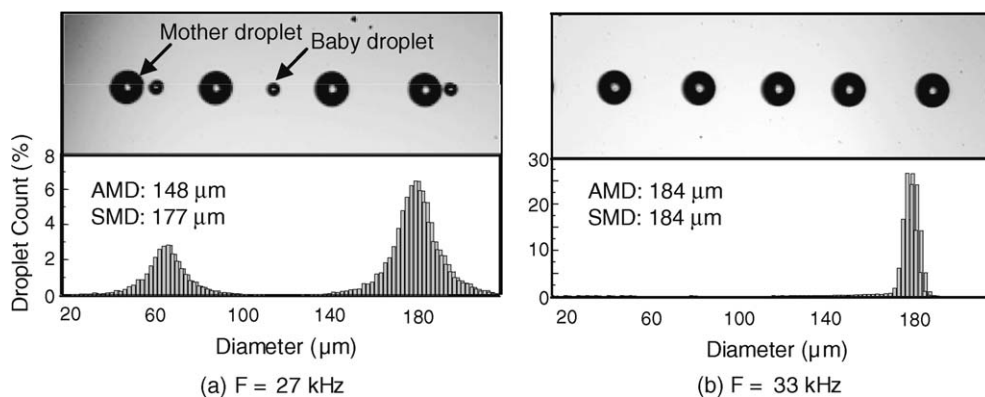 Mother droplet
Baby droplet
Droplet Count (%)
8
6
4
2
0
AMD: 148 µm
SMD: 177 µm
20 60 100 140 180
Diameter (µm)
(a) F = 27 kHz
30
20
10
0
AMD: 184 µm
SMD: 184 µm
20 60 100 140 180
Diameter (µm)
(b) F = 33 kHz